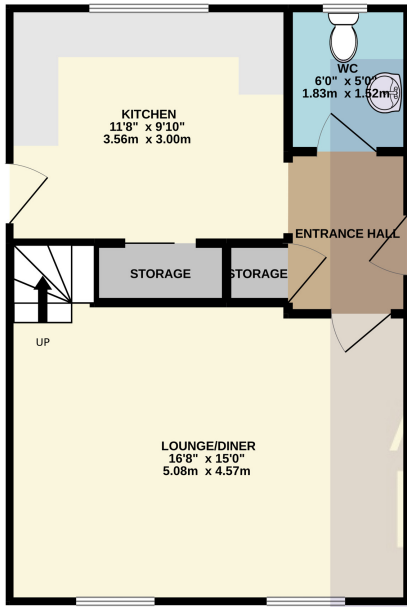 WC
6'0" x 5'0"
1.83m x 1.52m
KITCHEN
11'8" x 9'10"
3.56m x 3.00m
ENTRANCE HALL
STORAGE
STORAGE
UP
LOUNGE/DINER
16'8" x 15'0"
5.08m x 4.57m